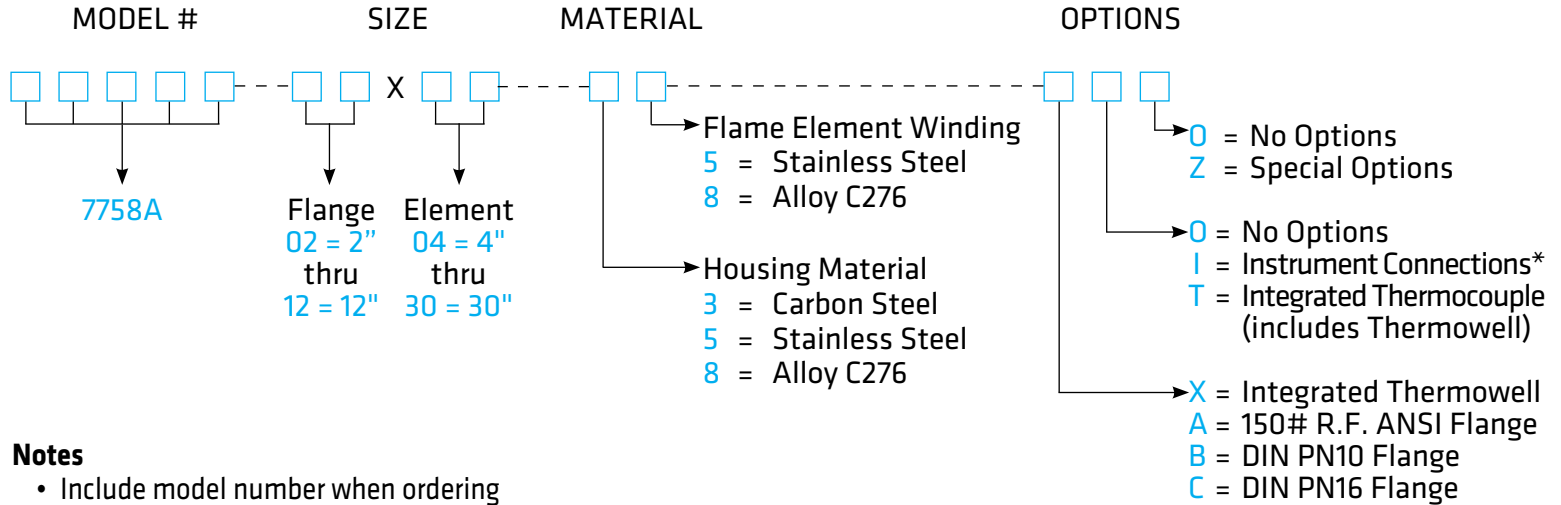 MODEL # SIZE MATERIAL OPTIONS
X
7758A
Flange
02 = 2”
thru
12 = 12"
Element
04 = 4"
thru
30 = 30"
Flame Element Winding
5 = Stainless Steel
8 = Alloy C276
Housing Material
3 = Carbon Steel
5 = Stainless Steel
8 = Alloy C276
O = No Options
Z = Special Options
O = No Options
I = Instrument Connections*
T = Integrated Thermocouple
(includes Thermowell)
X = Integrated Thermowell
A = 150# R.F. ANSI Flange
B = DIN PN10 Flange
C = DIN PN16 Flange
Notes
• Include model number when ordering